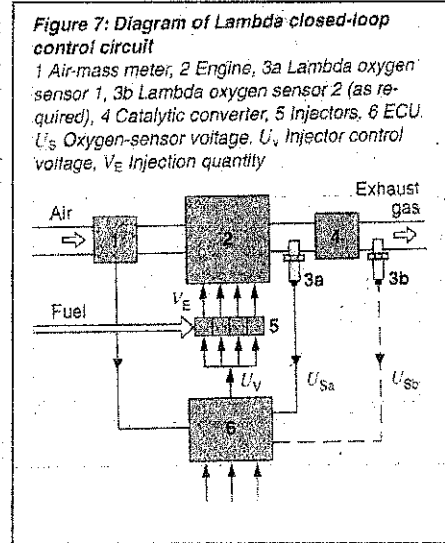 Figure 7: Diagram of Lambda closed-loop
control circuit
1 Air-mass meter, 2 Engine, 3a Lambda oxygen
sensor 1, 3b Lambda oxygen sensor 2 (as re-
quired), 4 Catalytic converter, 5 Injectors, 6 ECU.
US Oxygen-sensor voltage, UV Injector control
voltage, VE Injection quantity
Air
Exhaust
gas
1
2
4
3a
3b
VE
Fuel
5
UV
USa
USb
6